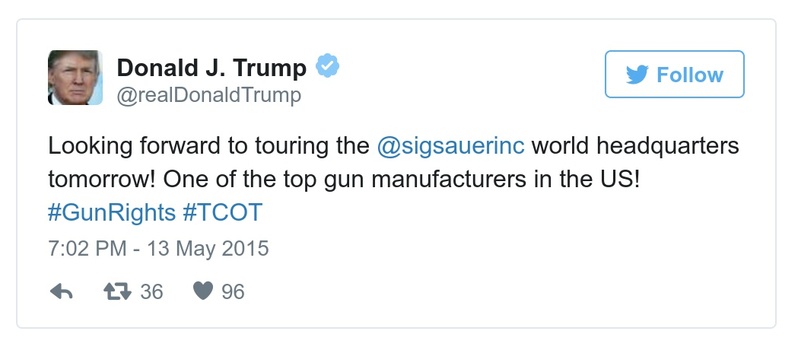 Donald J. Trump
@realDonaldTrump
Follow
Looking forward to touring the @sigsauerinc world headquarters
tomorrow! One of the top gun manufacturers in the US!
#GunRights #TCOT
7:02 PM - 13 May 2015
36 96